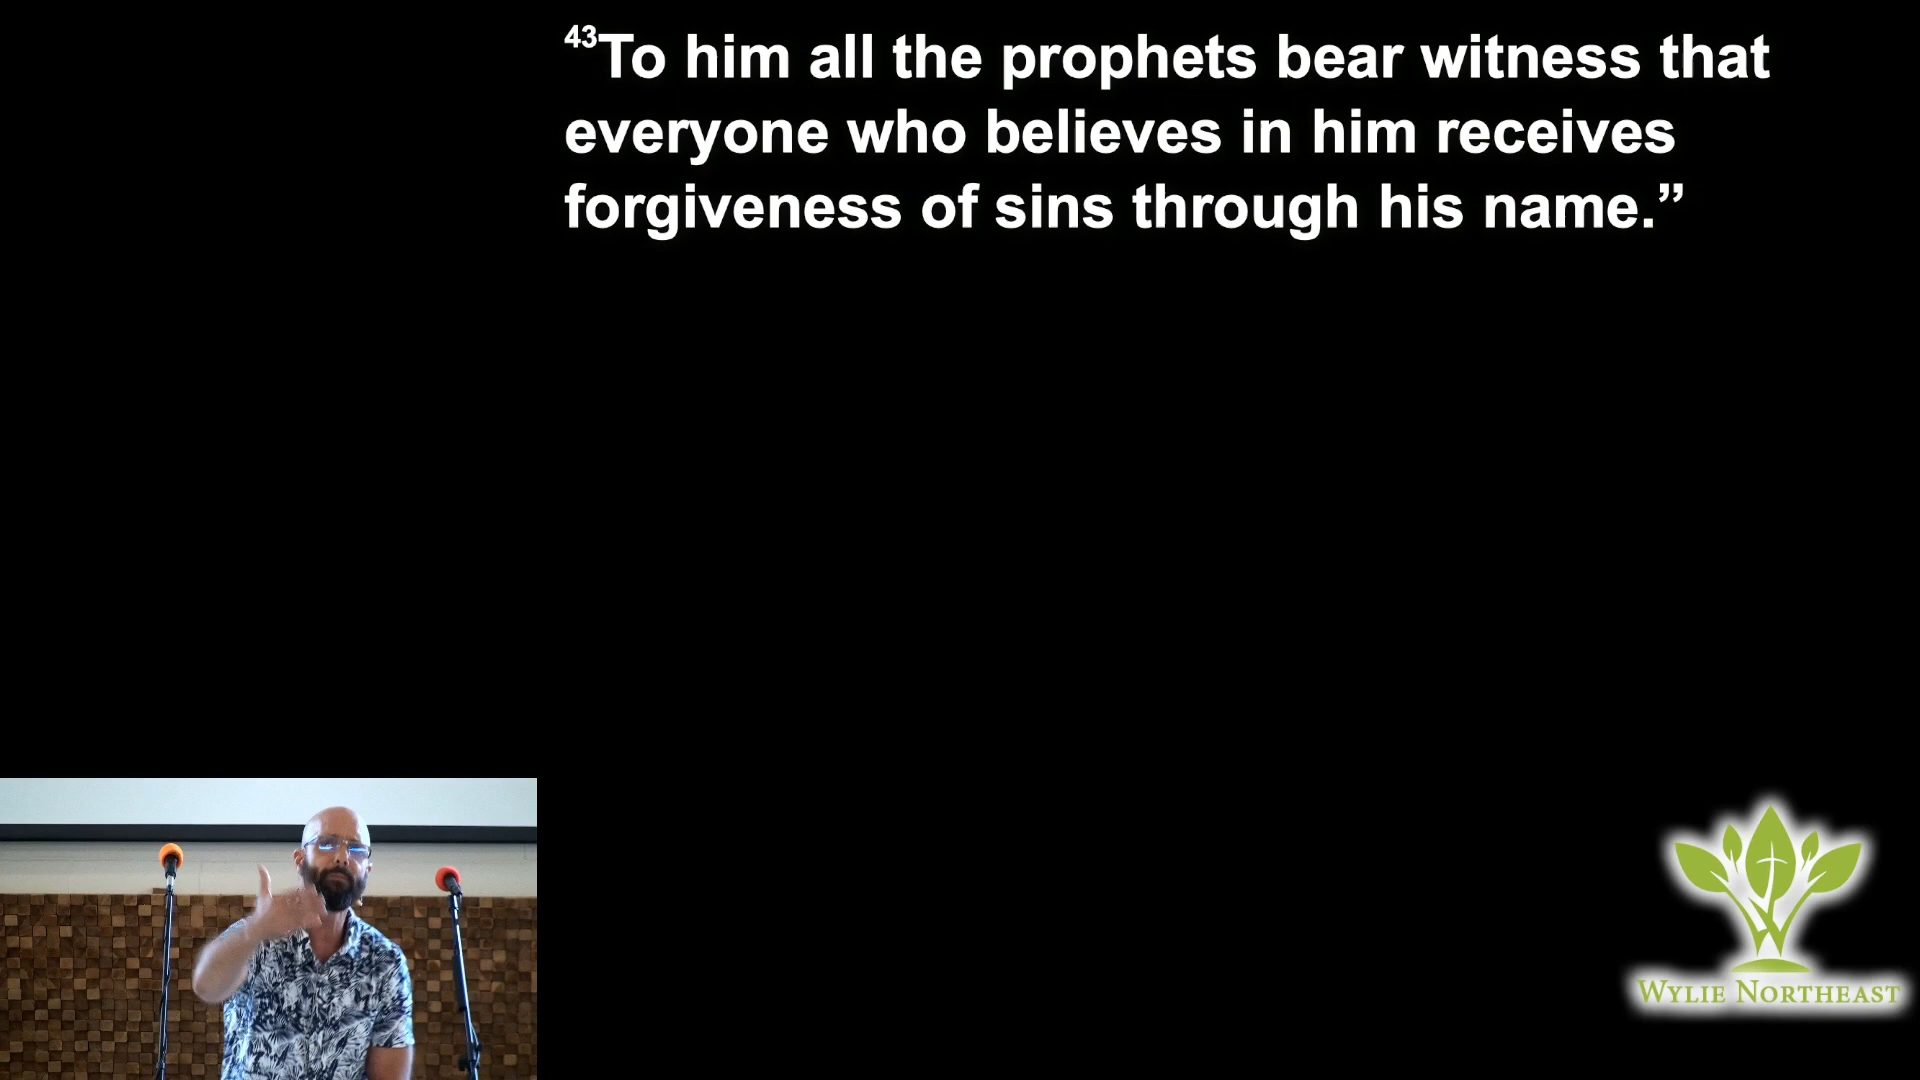 43To him all the prophets bear witness that
everyone who believes in him receives
forgiveness of sins through his name.”
Wylie Northeast